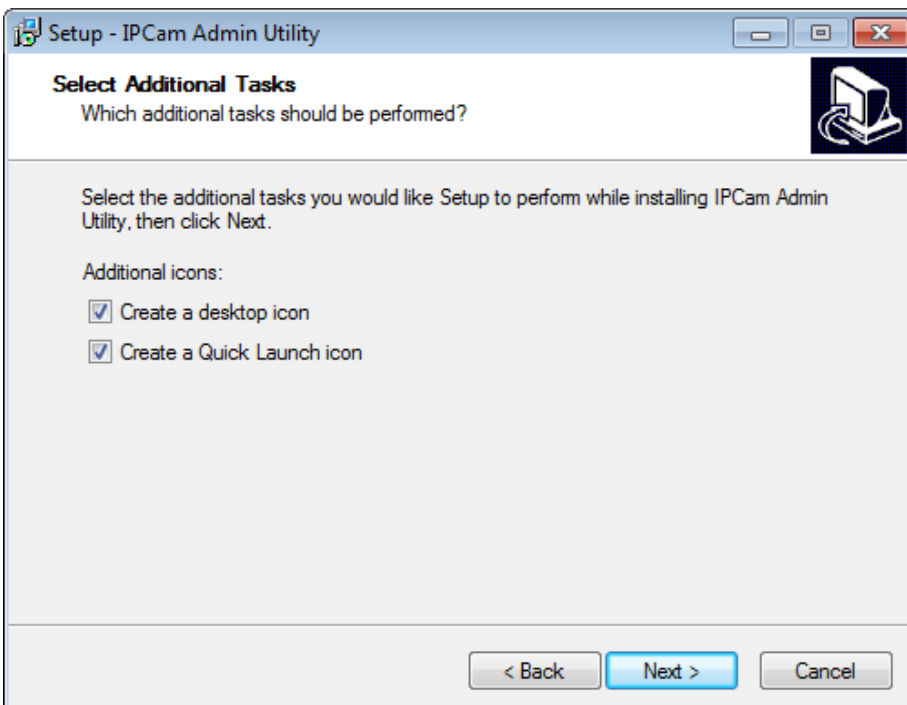 Setup - IPCam Admin Utility
Select Additional Tasks
Which additional tasks should be performed?
Select the additional tasks you would like Setup to perform while installing IPCam Admin
Utility, then click Next.
Additional icons:
Create a desktop icon
Create a Quick Launch icon
< Back Next > Cancel